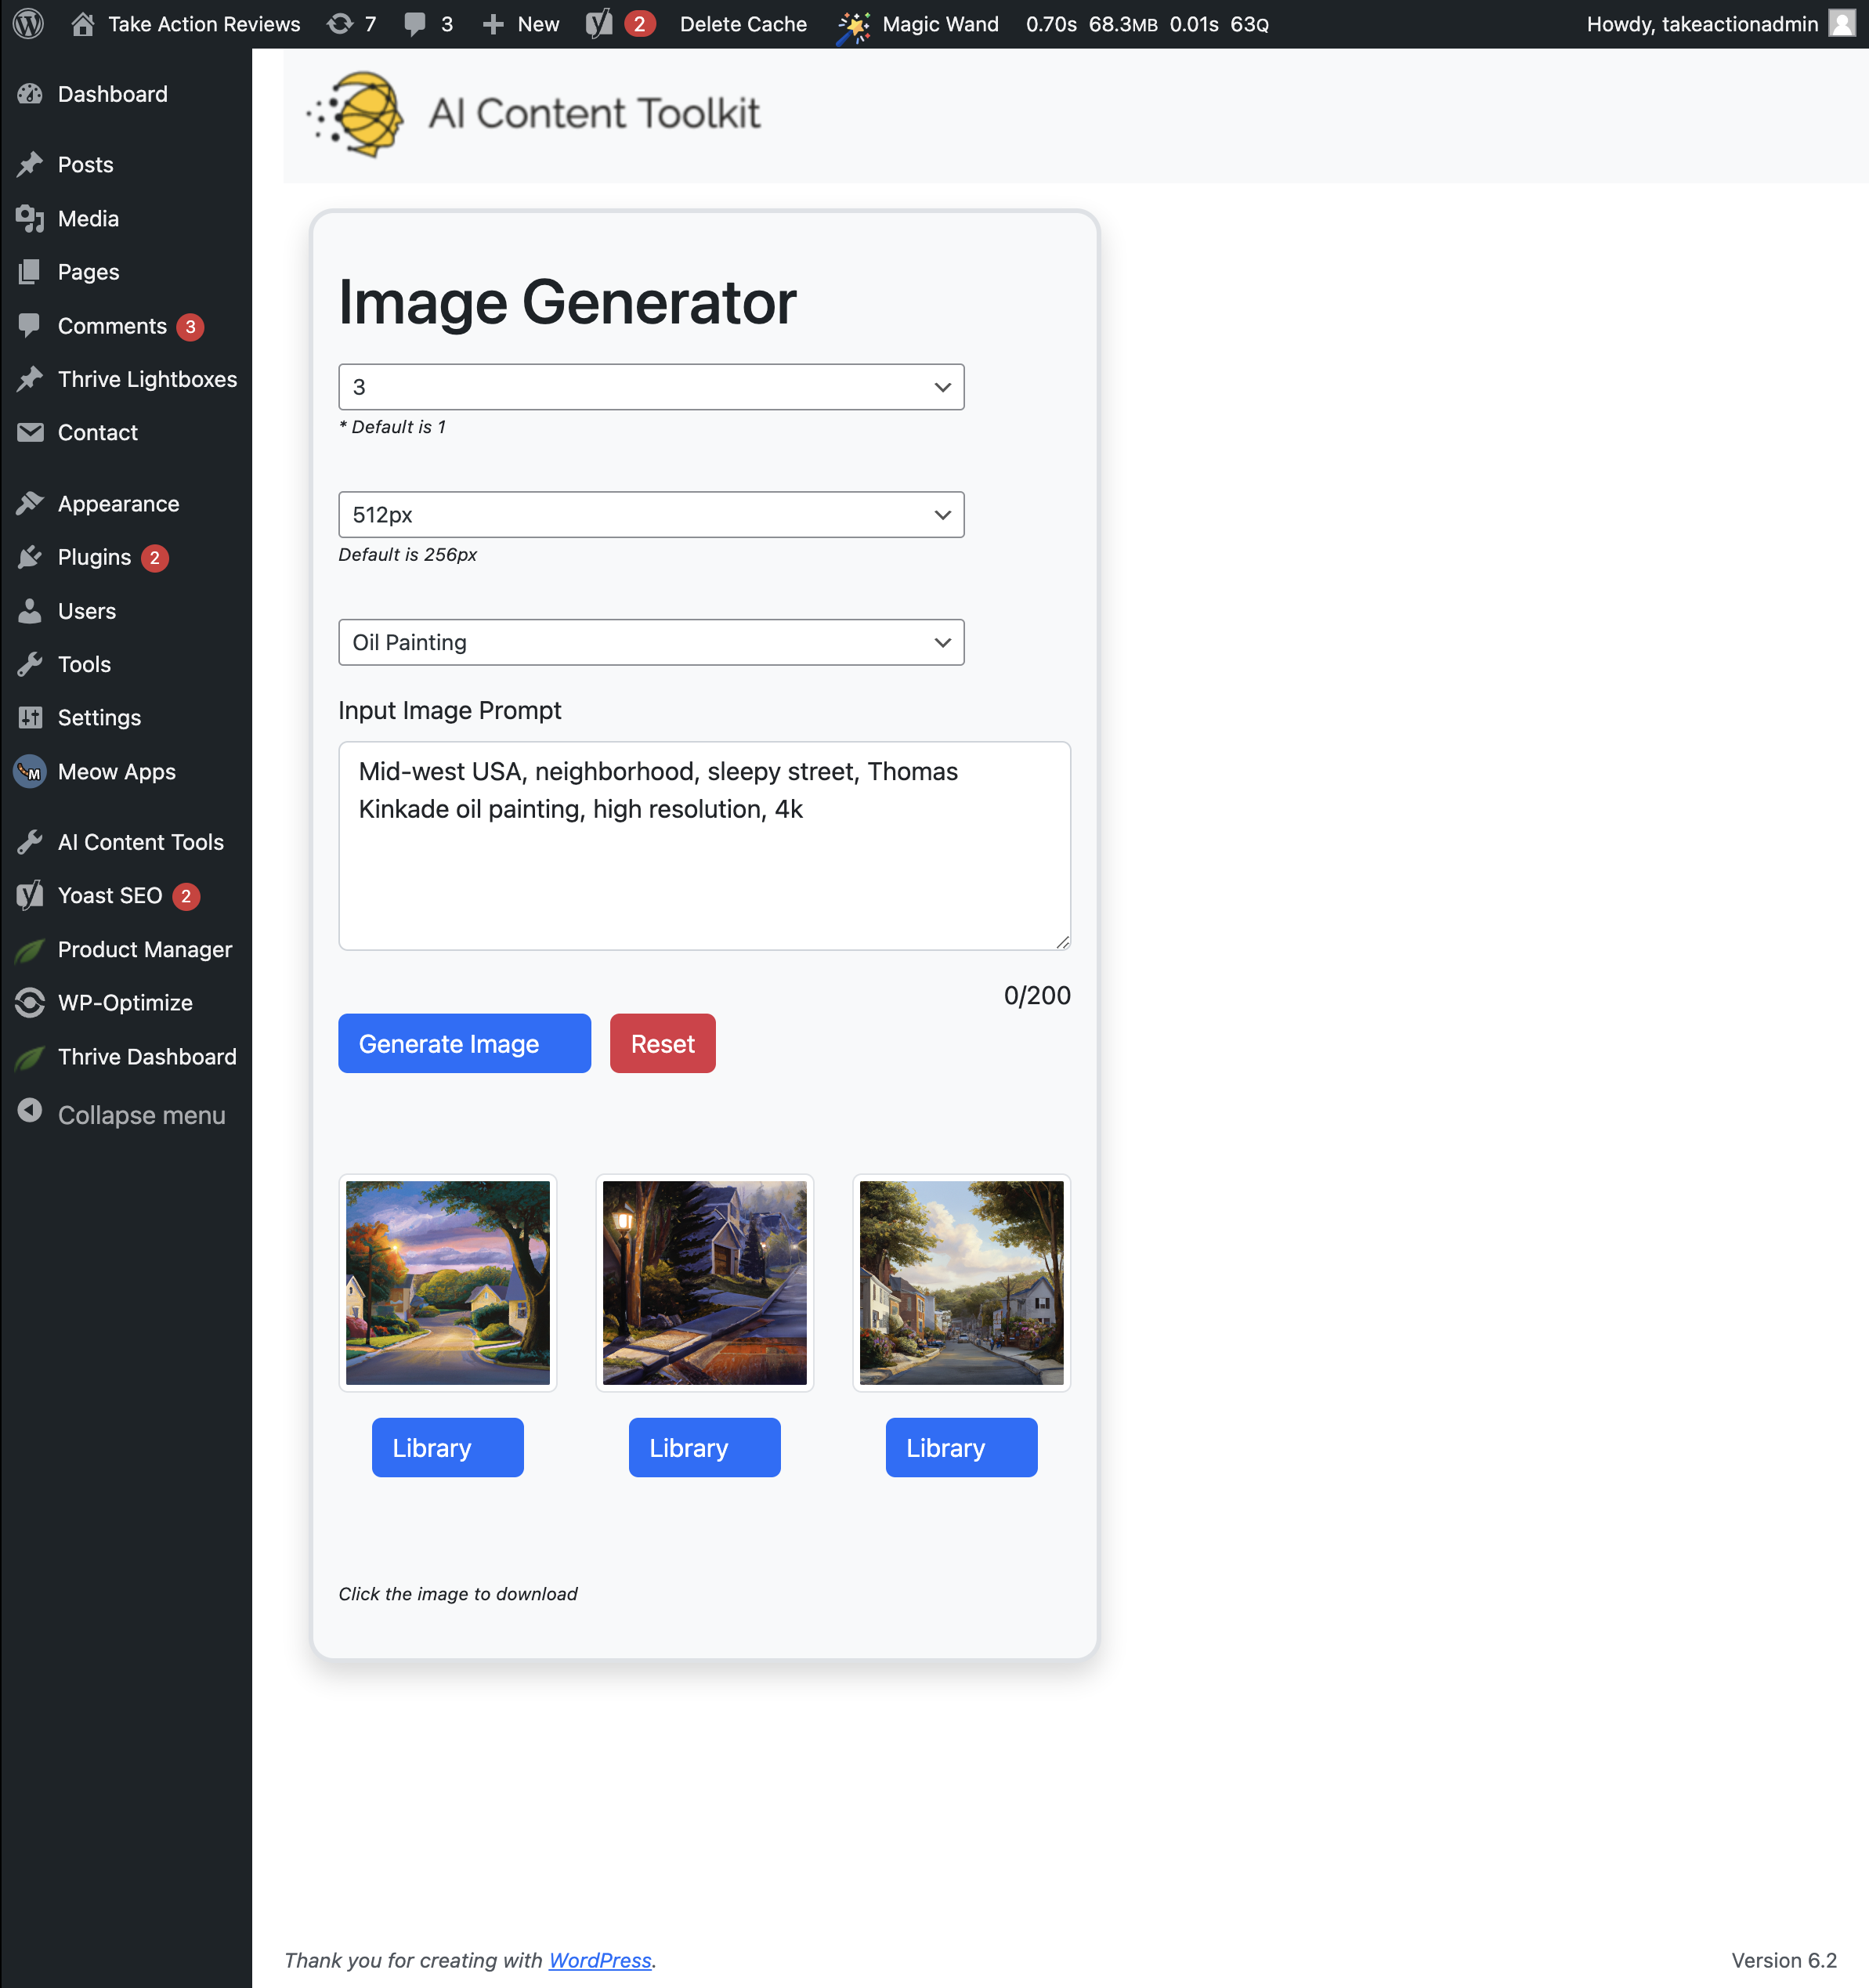 Take Action Reviews 7 3 New 2 Delete Cache Magic Wand 0.70s 68.3MB 0.01s 63Q Howdy, takeactionadmin
Dashboard
Posts
Media
Pages
Comments 3
Thrive Lightboxes
Contact
Appearance
Plugins 2
Users
Tools
Settings
M Meow Apps
AI Content Tools
Yoast SEO 2
Product Manager
WP-Optimize
Thrive Dashboard
Collapse menu
AI Content Toolkit
Image Generator
3
* Default is 1
512px
Default is 256px
Oil Painting
Input Image Prompt
Mid-west USA, neighborhood, sleepy street, Thomas
Kinkade oil painting, high resolution, 4k
0/200
Generate Image Reset
Library Library Library
Click the image to download
Thank you for creating with WordPress. Version 6.2